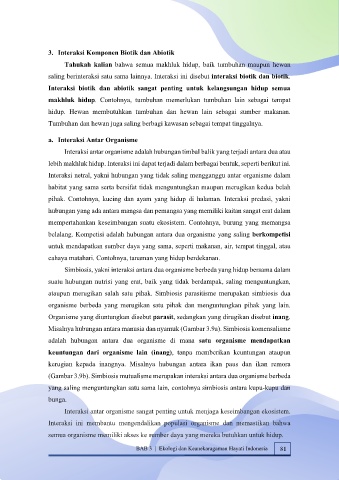 3. Interaksi Komponen Biotik dan Abiotik
Tahukah kalian bahwa semua makhluk hidup, baik tumbuhan maupun hewan
saling berinteraksi satu sama lainnya. Interaksi ini disebut interaksi biotik dan biotik.
Interaksi biotik dan abiotik sangat penting untuk kelangsungan hidup semua
makhluk hidup. Contohnya, tumbuhan memerlukan tumbuhan lain sebagai tempat
hidup. Hewan membutuhkan tumbuhan dan hewan lain sebagai sumber makanan.
Tumbuhan dan hewan juga saling berbagi kawasan sebagai tempat tinggalnya.
a. Interaksi Antar Organisme
Interaksi antar organisme adalah hubungan timbal balik yang terjadi antara dua atau
lebih makhluk hidup. Interaksi ini dapat terjadi dalam berbagai bentuk, seperti berikut ini.
Interaksi netral, yakni hubungan yang tidak saling mengganggu antar organisme dalam
habitat yang sama serta bersifat tidak menguntungkan maupun merugikan kedua belah
pihak. Contohnya, kucing dan ayam yang hidup di halaman. Interaksi predasi, yakni
hubungan yang ada antara mangsa dan pemangsa yang memiliki kaitan sangat erat dalam
mempertahankan keseimbangan suatu ekosistem. Contohnya, burung yang memangsa
belalang. Kompetisi adalah hubungan antara dua organisme yang saling berkompetisi
untuk mendapatkan sumber daya yang sama, seperti makanan, air, tempat tinggal, atau
cahaya matahari. Contohnya, tanaman yang hidup berdekatan.
Simbiosis, yakni interaksi antara dua organisme berbeda yang hidup bersama dalam
suatu hubungan nutrisi yang erat, baik yang tidak berdampak, saling menguntungkan,
ataupun merugikan salah satu pihak. Simbiosis parasitisme merupakan simbiosis dua
organisme berbeda yang merugikan satu pihak dan menguntungkan pihak yang lain.
Organisme yang diuntungkan disebut parasit, sedangkan yang dirugikan disebut inang.
Misalnya hubungan antara manusia dan nyamuk (Gambar 3.9a). Simbiosis komensalisme
adalah hubungan antara dua organisme di mana satu organisme mendapatkan
keuntungan dari organisme lain (inang), tanpa memberikan keuntungan ataupun
kerugian kepada inangnya. Misalnya hubungan antara ikan paus dan ikan remora
(Gambar 3.9b). Simbiosis mutualisme merupakan interaksi antara dua organisme berbeda
yang saling menguntungkan satu sama lain, contohnya simbiosis antara kupu-kupu dan
bunga.
Interaksi antar organisme sangat penting untuk menjaga keseimbangan ekosistem.
Interaksi ini membantu mengendalikan populasi organisme dan memastikan bahwa
semua organisme memiliki akses ke sumber daya yang mereka butuhkan untuk hidup.
BAB 3 | Ekologi dan Keanekaragaman Hayati Indonesia 81